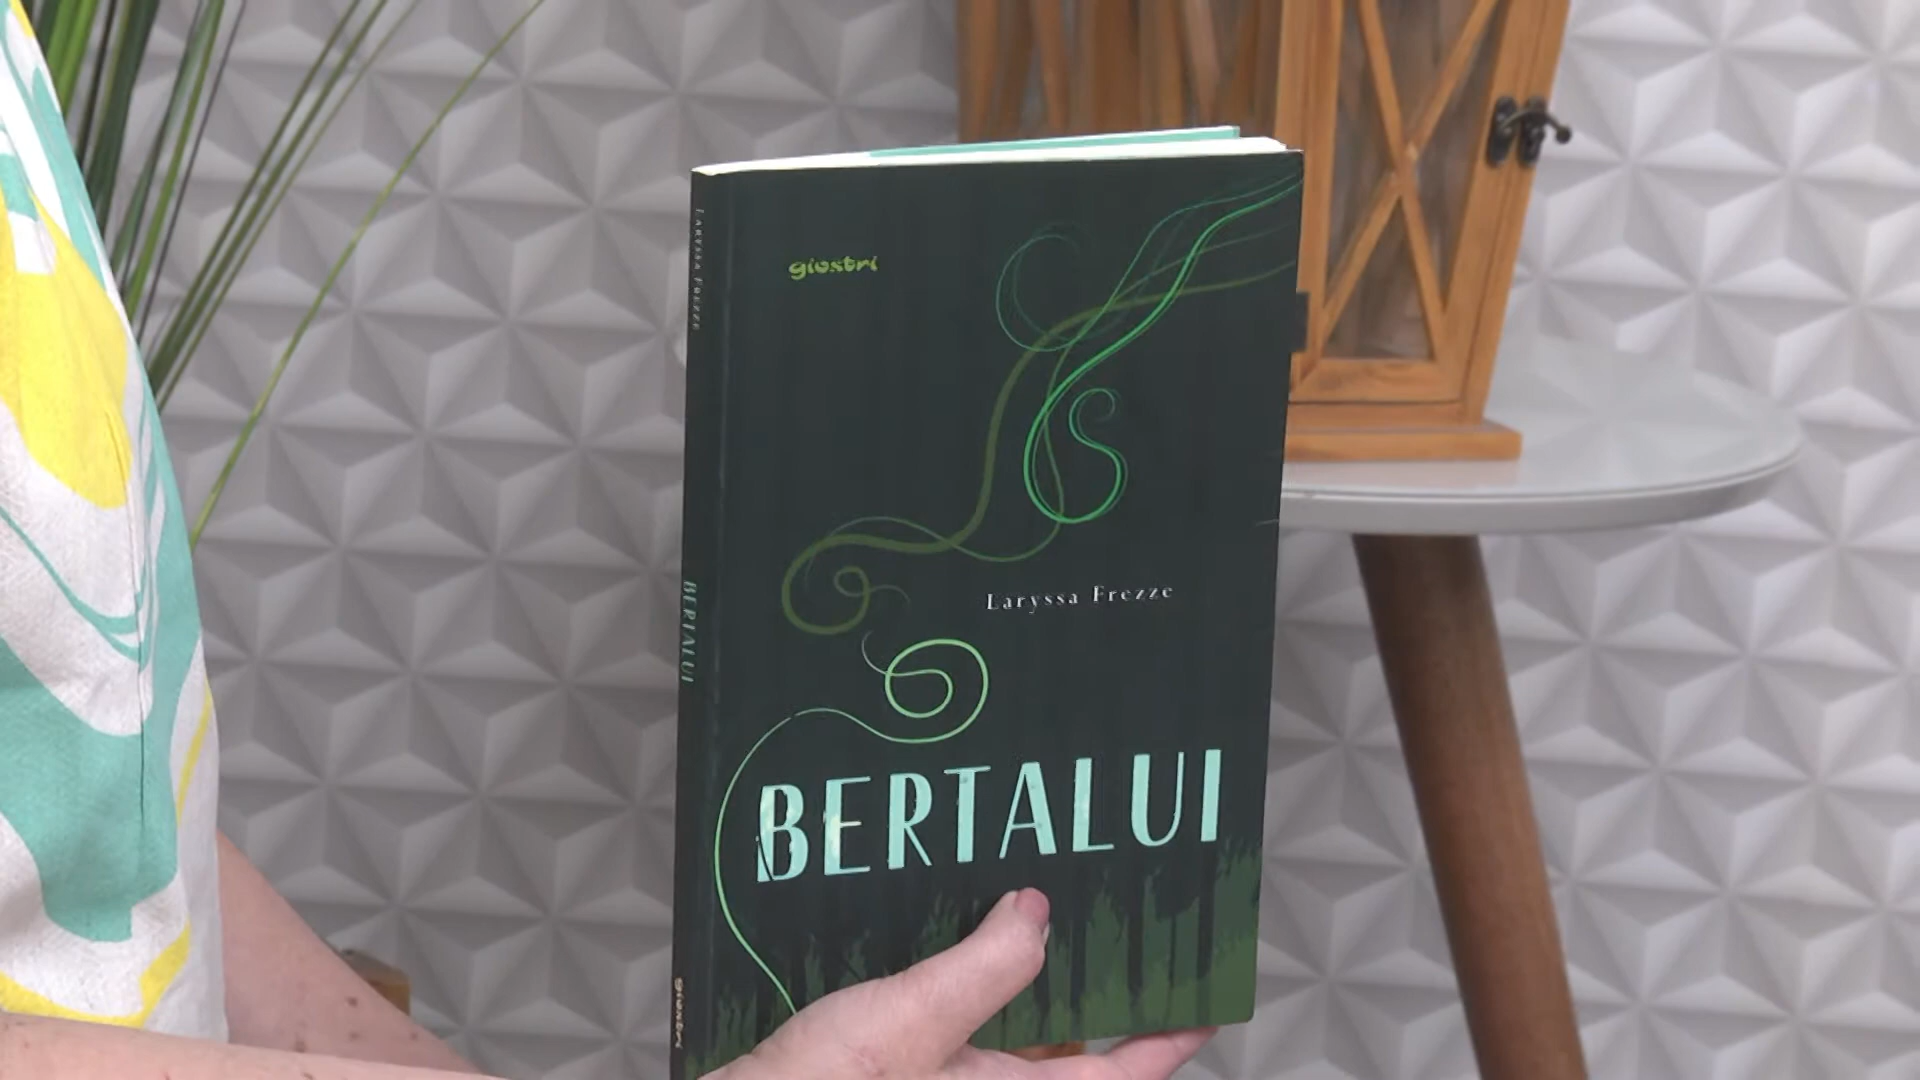 giostri
Laryssa Frezze
BERTALUI
Laryssa Frezze
BERTALUI
giostri